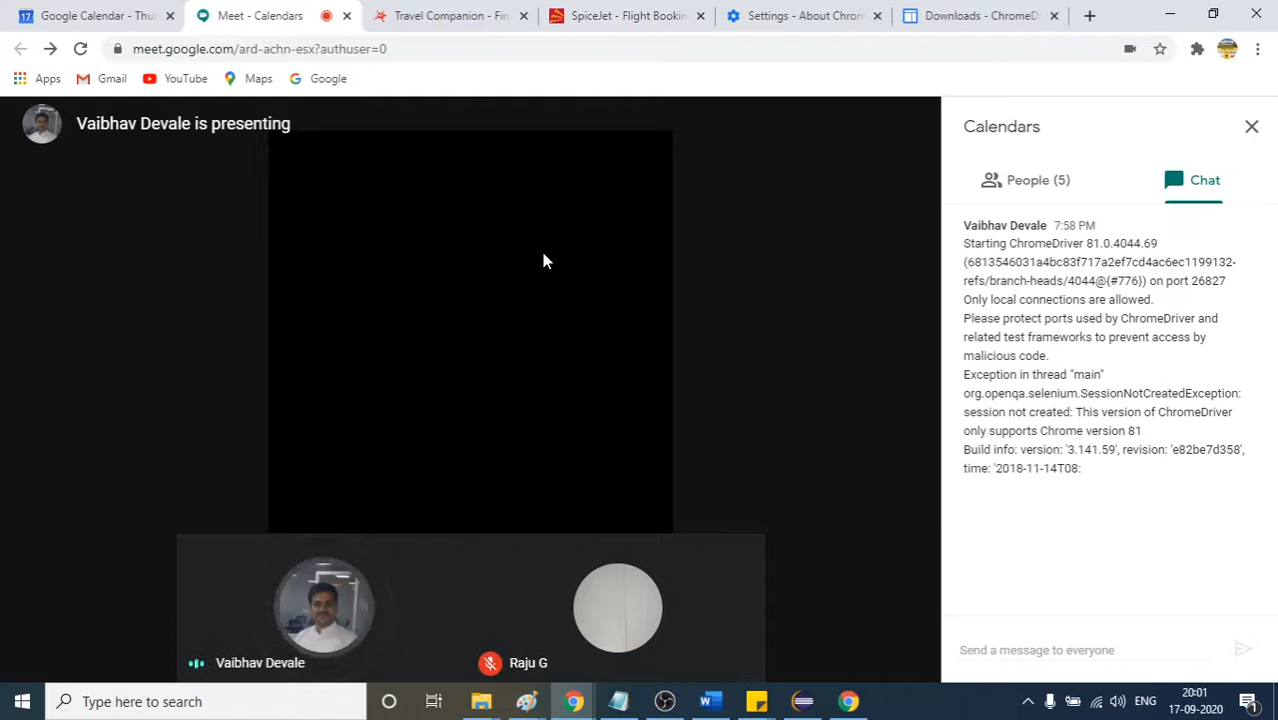 17 Google Calendar - Thu
Meet - Calendars
Travel Companion - Fin
SpiceJet - Flight Bookin
Settings - About Chrom
Downloads - ChromeD
meet.google.com/ard-achn-esx?authuser=0
Apps Gmail YouTube Maps Google
Vaibhav Devale is presenting
Calendars
People (5) Chat
Vaibhav Devale 7:58 PM
Starting ChromeDriver 81.0.4044.69
(6813546031a4bc83f717a2ef7cd4ac6ec1199132-
refs/branch-heads/4044@{#776}) on port 26827
Only local connections are allowed.
Please protect ports used by ChromeDriver and
related test frameworks to prevent access by
malicious code.
Exception in thread "main"
org.openqa.selenium.SessionNotCreatedException:
session not created: This version of ChromeDriver
only supports Chrome version 81
Build info: version: '3.141.59', revision: 'e82be7d358',
time: '2018-11-14T08:
Vaibhav Devale
Raju G
Send a message to everyone
Type here to search
ENG
20:01
17-09-2020
1